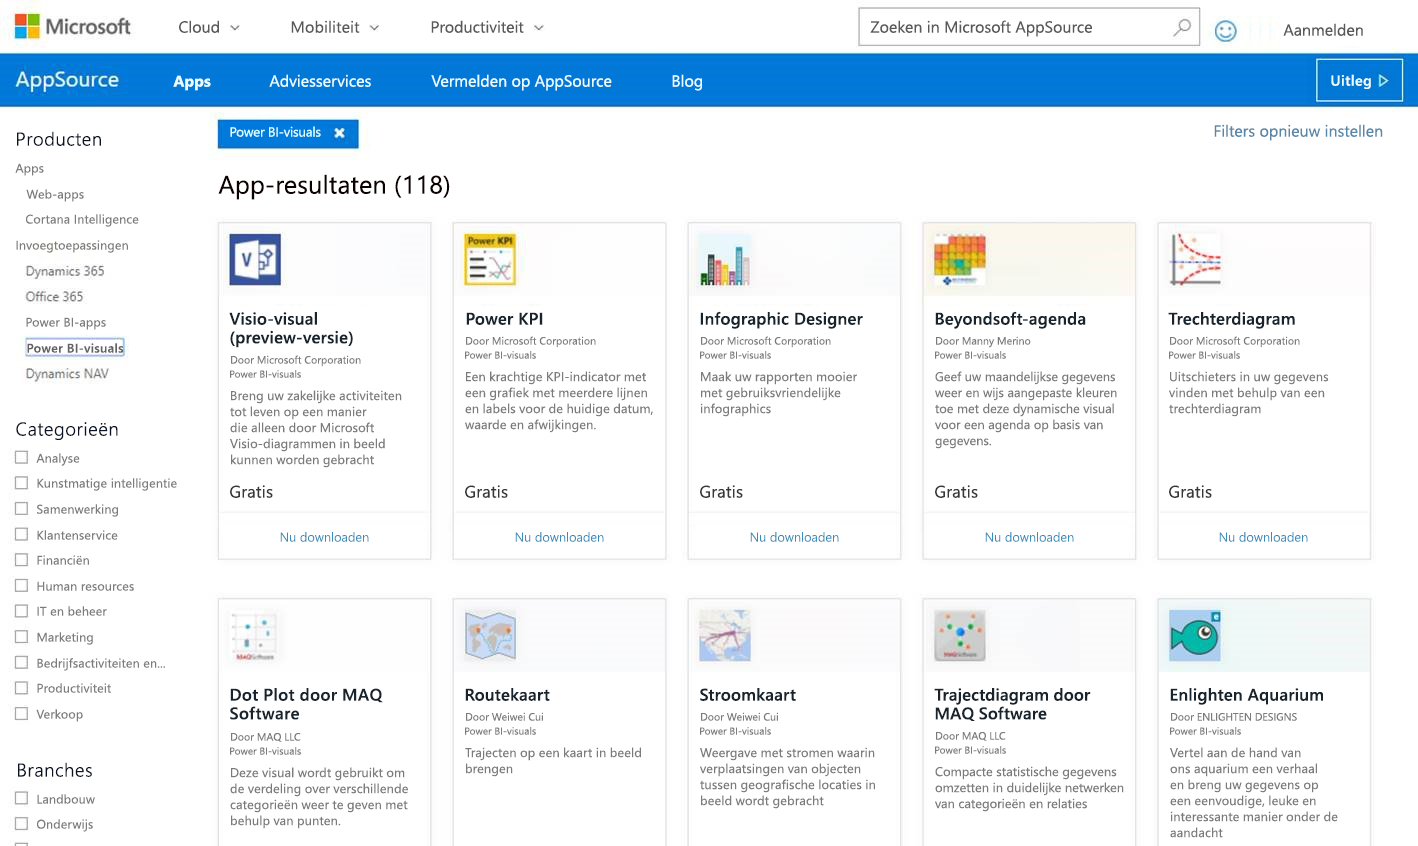 Microsoft
Cloud
Mobiliteit
Productiviteit
Zoeken in Microsoft AppSource
Aanmelden
AppSource
Apps
Adviesservices
Vermelden op AppSource
Blog
Uitleg
Producten
Apps
Web-apps
Cortana Intelligence
Invoegtoepassingen
Dynamics 365
Office 365
Power BI-apps
Power BI-visuals
Dynamics NAV
Categorieën
Analyse
Kunstmatige intelligentie
Samenwerking
Klantenservice
Financiën
Human resources
IT en beheer
Marketing
Bedrijfsactiviteiten en...
Productiviteit
Verkoop
Branches
Landbouw
Onderwijs
Power BI-visuals
Filters opnieuw instellen
App-resultaten (118)
V
Visio-visual
(preview-versie)
Door Microsoft Corporation
Power BI-visuals
Breng uw zakelijke activiteiten
tot leven op een manier
die alleen door Microsoft
Visio-diagrammen in beeld
kunnen worden gebracht
Gratis
Nu downloaden
Power KPI
Power KPI
Door Microsoft Corporation
Power BI-visuals
Een krachtige KPI-indicator met
een grafiek met meerdere lijnen
en labels voor de huidige datum,
waarde en afwijkingen.
Gratis
Nu downloaden
Infographic Designer
Door Microsoft Corporation
Power BI-visuals
Maak uw rapporten mooier
met gebruiksvriendelijke
infographics
Gratis
Nu downloaden
Beyondsoft-agenda
Door Manny Merino
Power BI-visuals
Geef uw maandelijkse gegevens
weer en wijs aangepaste kleuren
toe met deze dynamische visual
voor een agenda op basis van
gegevens.
Gratis
Nu downloaden
Trechterdiagram
Door Microsoft Corporation
Power BI-visuals
Uitschieters in uw gegevens
vinden met behulp van een
trechterdiagram
Gratis
Nu downloaden
MAQSoftware
Dot Plot door MAQ
Software
Door MAQ LLC
Power BI-visuals
Deze visual wordt gebruikt om
de verdeling over verschillende
categorieën weer te geven met
behulp van punten.
Routekaart
Door Weiwei Cui
Power BI-visuals
Trajecten op een kaart in beeld
brengen
Stroomkaart
Door Weiwei Cui
Power BI-visuals
Weergave met stromen waarin
verplaatsingen van objecten
tussen geografische locaties in
beeld wordt gebracht
MAQSoftware
Trajectdiagram door
MAQ Software
Door MAQ LLC
Power BI-visuals
Compacte statistische gegevens
omzetten in duidelijke netwerken
van categorieën en relaties
Enlighten Aquarium
Door ENLIGHTEN DESIGNS
Power BI-visuals
Vertel aan de hand van
ons aquarium een verhaal
en breng uw gegevens op
een eenvoudige, leuke en
interessante manier onder de
aandacht